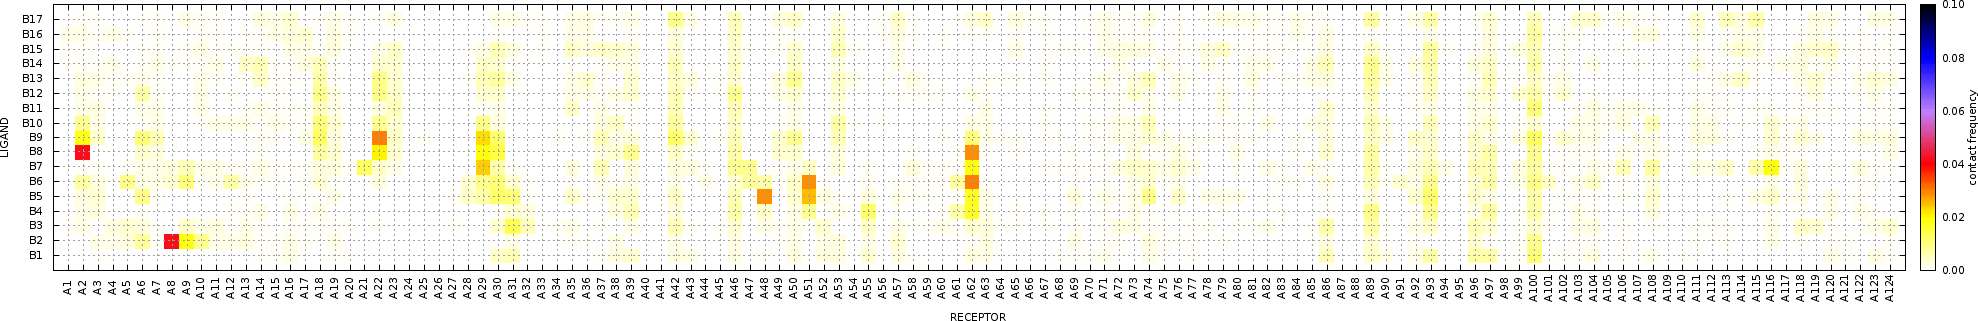 B17
B16
B15
B14
B13
B12
B11
B10
B9
B8
B7
B6
B5
B4
B3
B2
B1
LIGAND
A1 A2 A3 A4 A5 A6 A7 A8 A9 A10 A11 A12 A13 A14 A15 A16 A17 A18 A19 A20 A21 A22 A23 A24 A25 A26 A27 A28 A29 A30 A31 A32 A33 A34 A35 A36 A37 A38 A39 A40 A41 A42 A43 A44 A45 A46 A47 A48 A49 A50 A51 A52 A53 A54 A55 A56 A57 A58 A59 A60 A61 A62 A63 A64 A65 A66 A67 A68 A69 A70 A71 A72 A73 A74 A75 A76 A77 A78 A79 A80 A81 A82 A83 A84 A85 A86 A87 A88 A89 A90 A91 A92 A93 A94 A95 A96 A97 A98 A99 A100 A101 A102 A103 A104 A105 A106 A107 A108 A109 A110 A111 A112 A113 A114 A115 A116 A117 A118 A119 A120 A121 A122 A123 A124
RECEPTOR
0.10
0.08
0.06
0.04
0.02
0.00
contact frequency